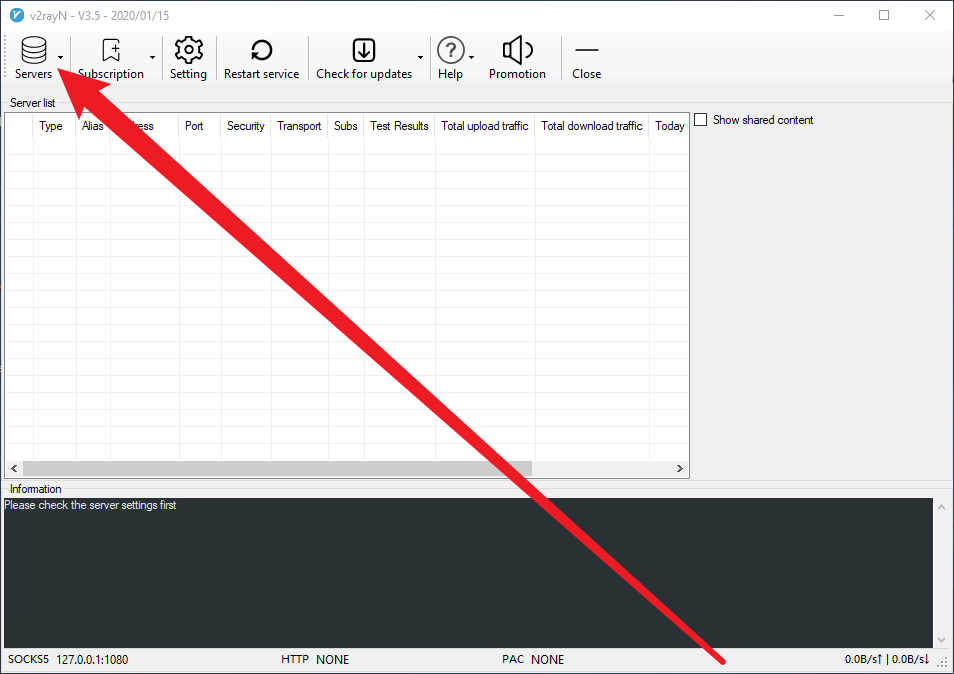 v2rayN - V3.5 - 2020/01/15
Servers Subscription Setting Restart service Check for updates Help Promotion Close
Server list
Type Alias Port Security Transport Subs Test Results Total upload traffic Total download traffic Today
Show shared content
Information
Please check the server settings first
SOCKS5 127.0.0.1:1080 HTTP NONE PAC NONE 0.0B/s↑ | 0.0B/s↓